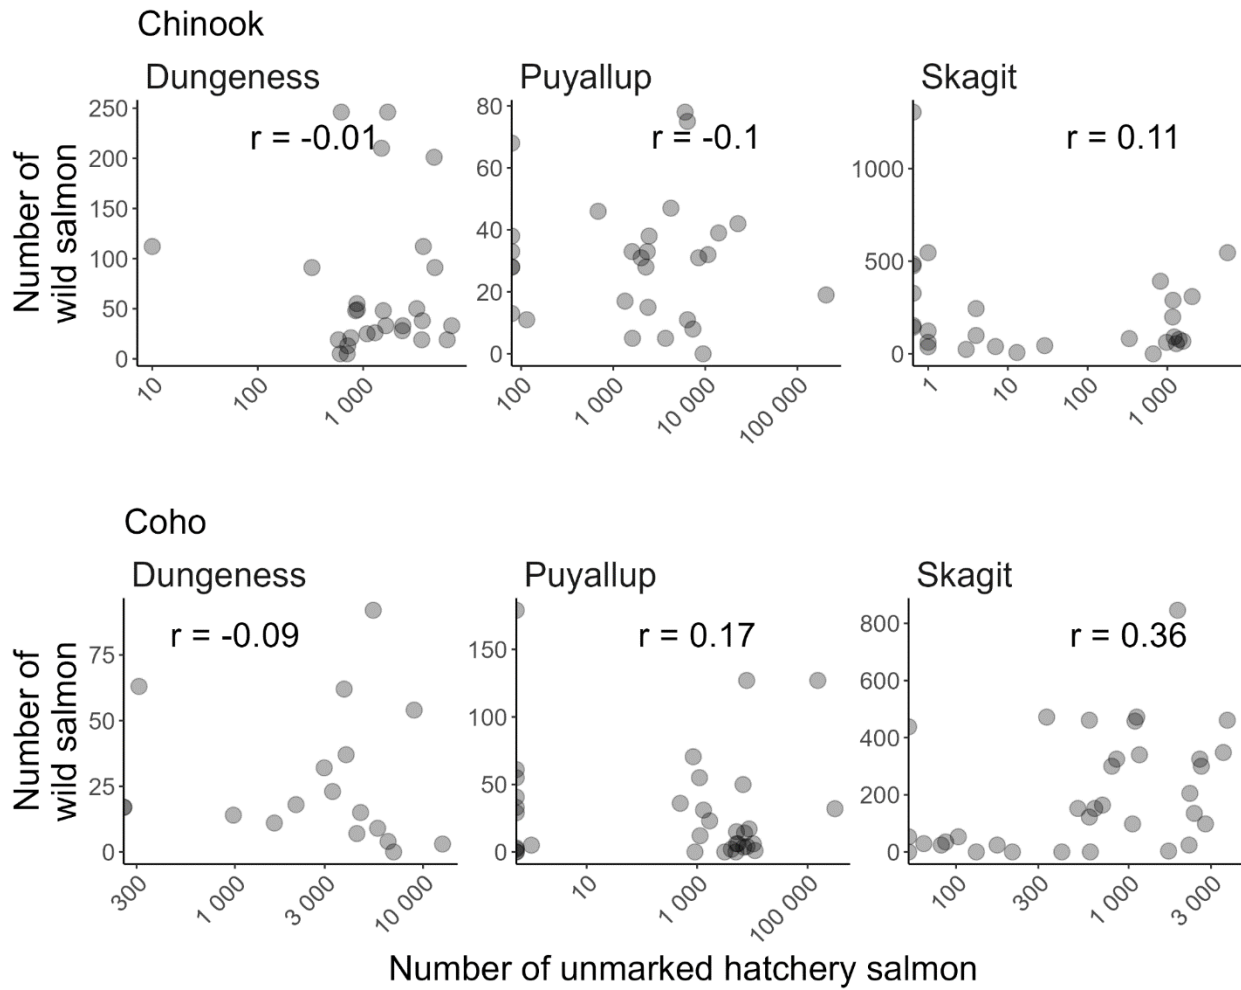 Chinook
Dungeness
Puyallup
Skagit
Number of
wild salmon
250
200
150
100
50
0
r = -0.01
10
100
1 000
80
60
40
20
0
r = -0.1
100
1 000
10 000
100 000
1000
500
0
r = 0.11
1
10
100
1 000
Coho
Dungeness
Puyallup
Skagit
Number of
wild salmon
75
50
25
0
r = -0.09
300
1 000
3 000
10 000
150
100
50
0
r = 0.17
10
1 000
100 000
800
600
400
200
0
r = 0.36
100
300
1 000
3 000
Number of unmarked hatchery salmon